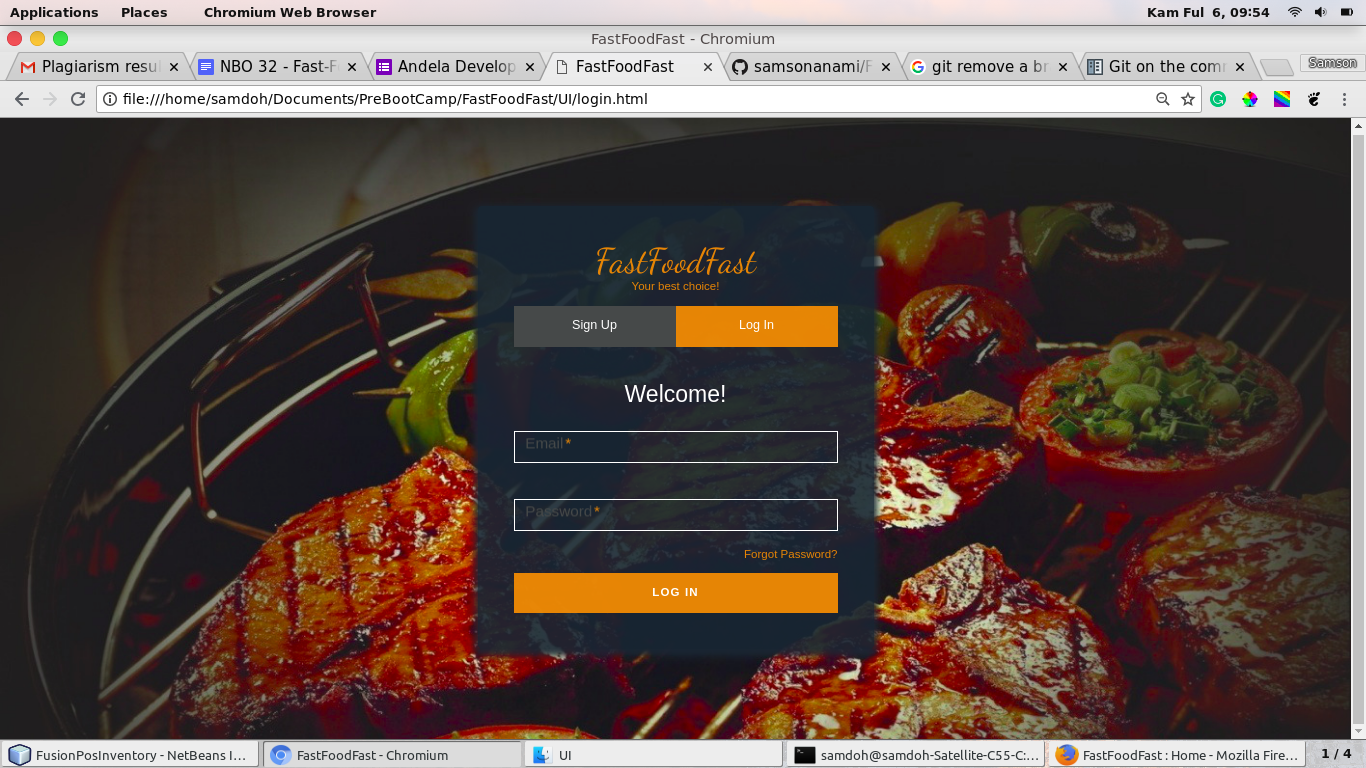 Applications Places Chromium Web Browser Kam Ful 6, 09:54
FastFoodFast - Chromium
Plagiarism resu NBO 32 - Fast-F Andela Develop FastFoodFast samsonanami/F git remove a br Git on the com Samson
file:///home/samdoh/Documents/PreBootCamp/FastFoodFast/UI/login.html
FastFoodFast
Your best choice!
Sign Up Log In
Welcome!
Email*
Password*
Forgot Password?
LOG IN
FusionPosInventory - NetBeans I... FastFoodFast - Chromium UI samdoh@samdoh-Satellite-C55-C:... FastFoodFast : Home - Mozilla Fire... 1 / 4